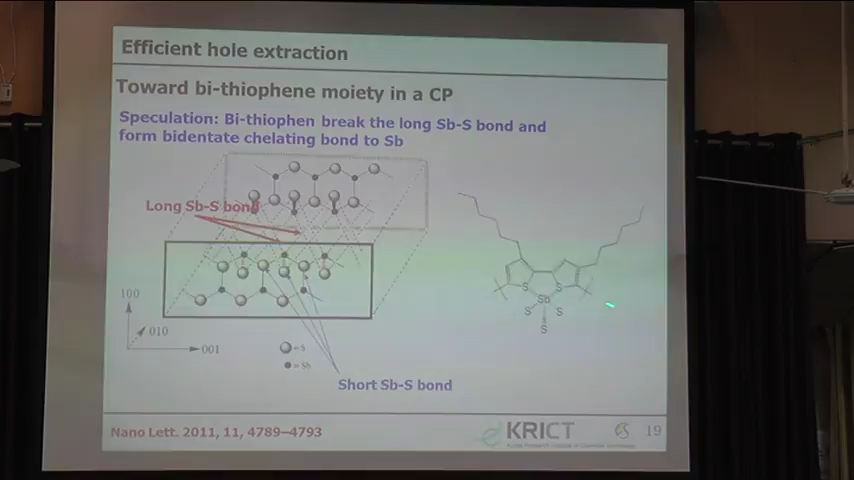 Efficient hole extraction
Toward bi-thiophene moiety in a CP
Speculation: Bi-thiophen break the long Sb-S bond and
form bidentate chelating bond to Sb
Long Sb-S bond
100
010
001
=S
= Sb
Short Sb-S bond
S
S
Sb
S
S
S
Nano Lett. 2011, 11, 4789–4793
KRICT
19